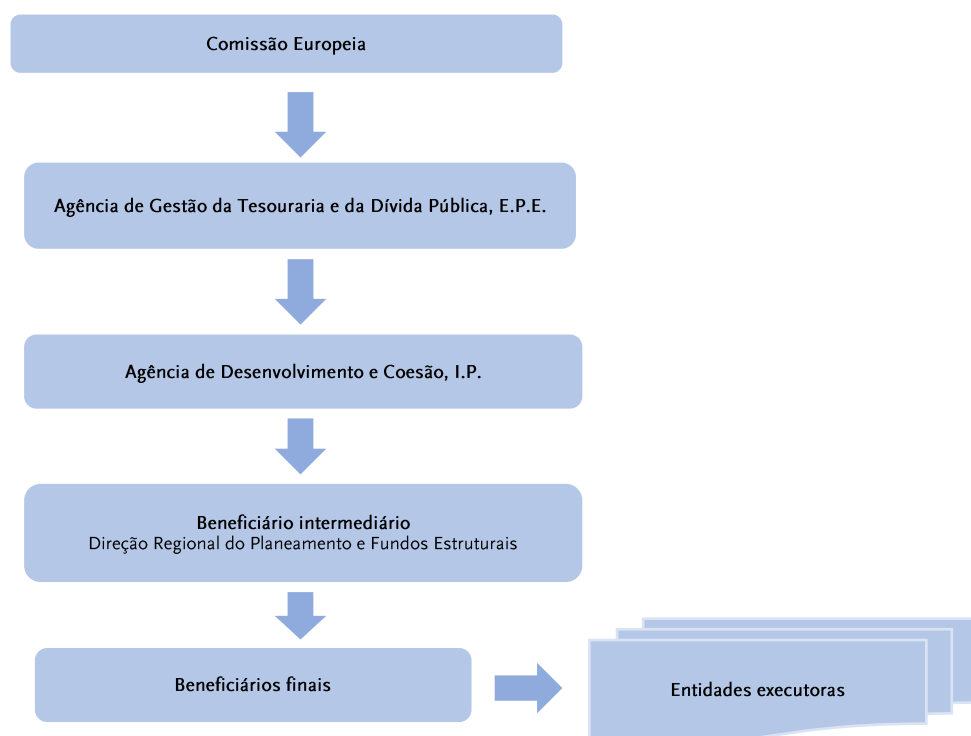 Comissão Europeia
Agência de Gestão da Tesouraria e da Dívida Pública, E.P.E.
Agência de Desenvolvimento e Coesão, I.P.
Beneficiário intermediário
Direção Regional do Planeamento e Fundos Estruturais
Beneficiários finais
Entidades executoras